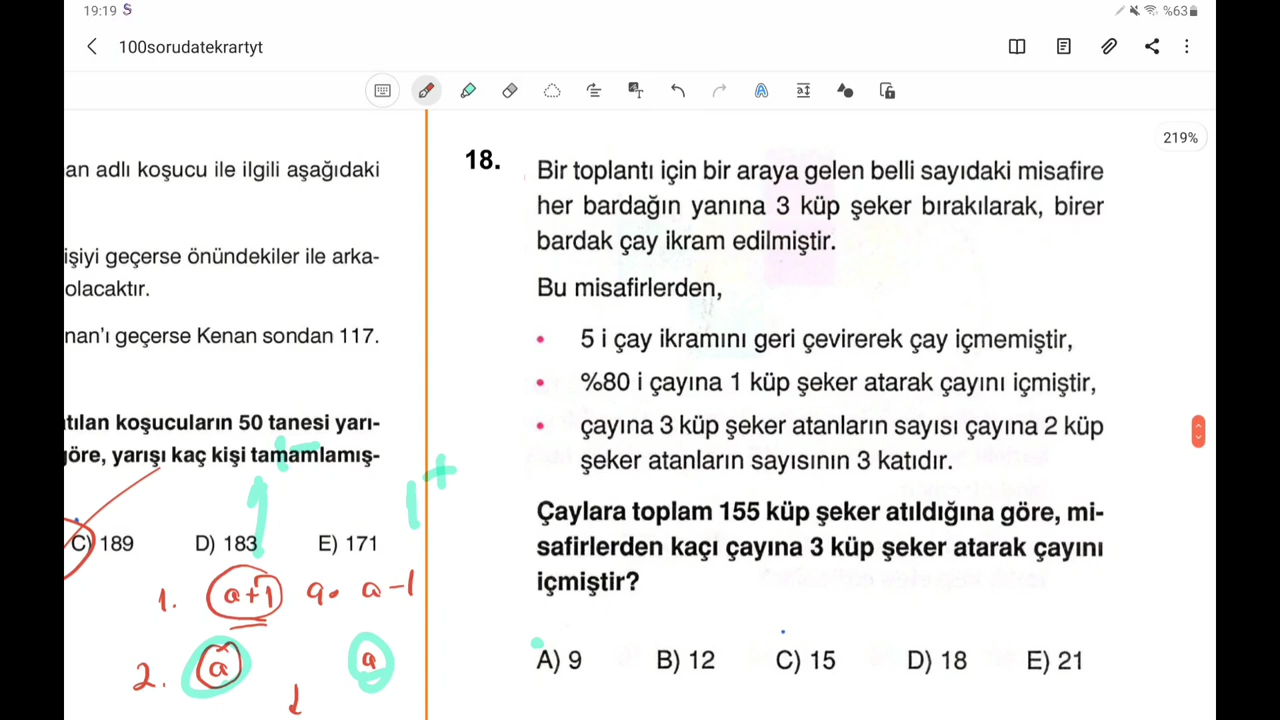 19:19 S
%63
100sorudatekrartyt
219%
an adlı koşucu ile ilgili aşağıdaki
işiyi geçerse önündekiler ile arka-
olacaktır.
nan'ı geçerse Kenan sondan 117.
tılan koşucuların 50 tanesi yarı-
göre, yarışı kaç kişi tamamlamış-
C) 189 D) 183 E) 171
1+
1. a+1 a. a-1
2. a a
18.
Bir toplantı için bir araya gelen belli sayıdaki misafire
her bardağın yanına 3 küp şeker bırakılarak, birer
bardak çay ikram edilmiştir.
Bu misafirlerden,
• 5 i çay ikramını geri çevirerek çay içmemiştir,
• %80 i çayına 1 küp şeker atarak çayını içmiştir,
• çayına 3 küp şeker atanların sayısı çayına 2 küp
şeker atanların sayısının 3 katıdır.
Çaylara toplam 155 küp şeker atıldığına göre, mi-
safirlerden kaçı çayına 3 küp şeker atarak çayını
içmiştir?
A) 9 B) 12 C) 15 D) 18 E) 21